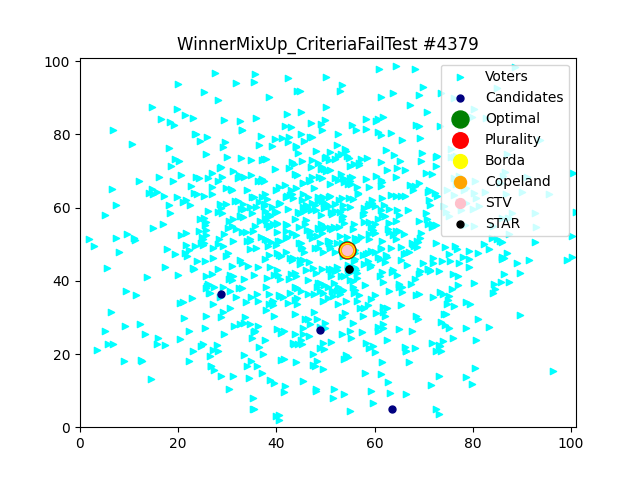 WinnerMixUp_CriteriaFailTest #4379
100
80
60
40
20
0
0 20 40 60 80 100
Voters
Candidates
Optimal
Plurality
Borda
Copeland
STV
STAR